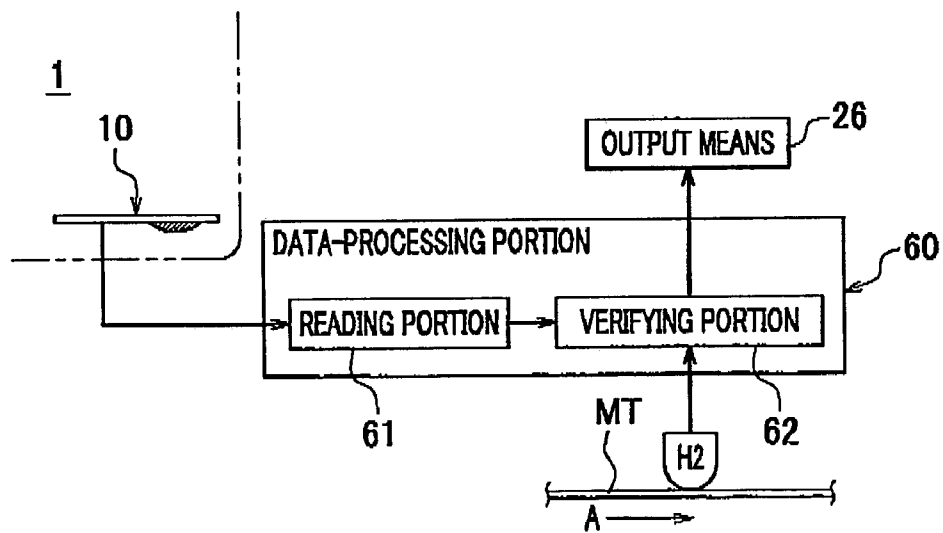 1
10
OUTPUT MEANS
26
DATA-PROCESSING PORTION
60
READING PORTION
VERIFYING PORTION
61
62
MT
H2
A